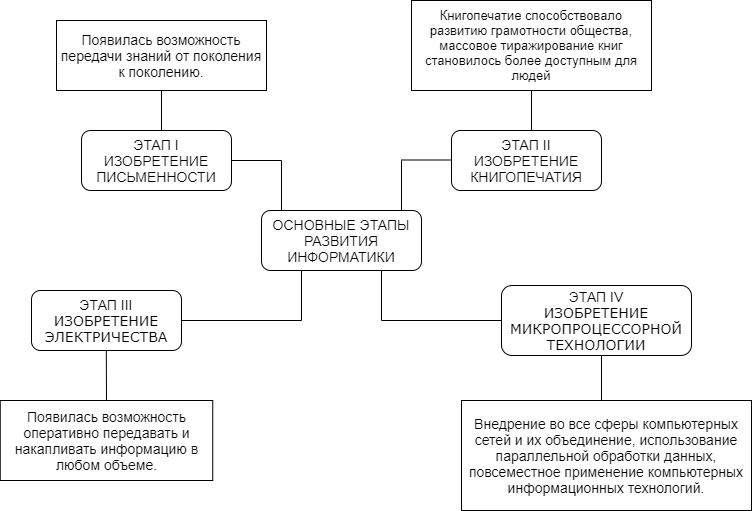 Появилась возможность
передачи знаний от поколения
к поколению.
Книгопечатие способствовало
развитию грамотности общества,
массовое тиражирование книг
становилось более доступным для
людей
ЭТАП I
ИЗОБРЕТЕНИЕ
ПИСЬМЕННОСТИ
ЭТАП II
ИЗОБРЕТЕНИЕ
КНИГОПЕЧАТИЯ
ОСНОВНЫЕ ЭТАПЫ
РАЗВИТИЯ
ИНФОРМАТИКИ
ЭТАП III
ИЗОБРЕТЕНИЕ
ЭЛЕКТРИЧЕСТВА
ЭТАП IV
ИЗОБРЕТЕНИЕ
МИКРОПРОЦЕССОРНОЙ
ТЕХНОЛОГИИ
Появилась возможность
оперативно передавать и
накапливать информацию в
любом объеме.
Внедрение во все сферы компьютерных
сетей и их объединение, использование
параллельной обработки данных,
повсеместное применение компьютерных
информационных технологий.